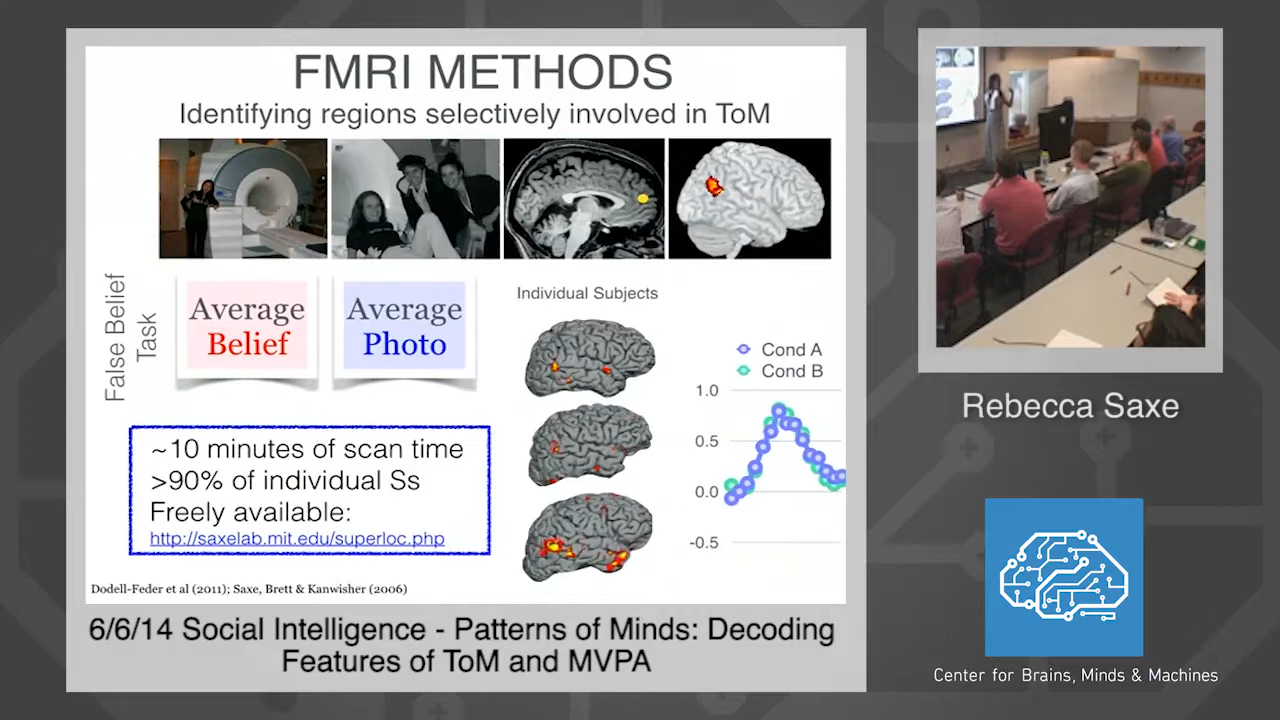 FMRI METHODS
Identifying regions selectively involved in ToM
False Belief
Task
Average
Belief
Average
Photo
Individual Subjects
Cond A
Cond B
1.0
0.5
0.0
-0.5
~10 minutes of scan time
>90% of individual Ss
Freely available:
http://saxelab.mit.edu/superloc.php
Dodell-Feder et al (2011); Saxe, Brett & Kanwisher (2006)
6/6/14 Social Intelligence - Patterns of Minds: Decoding
Features of ToM and MVPA
Rebecca Saxe
Center for Brains, Minds & Machines